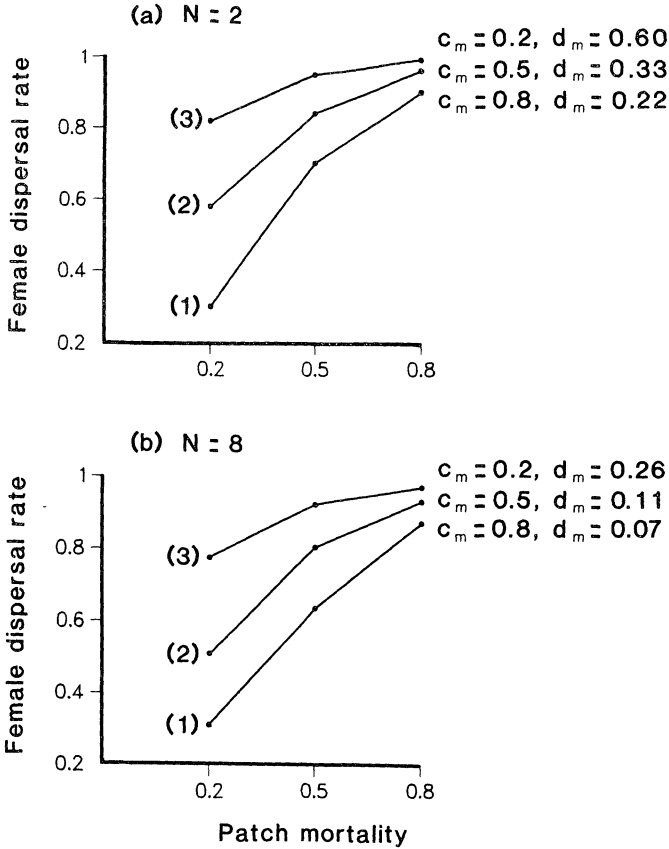 (a) N = 2
c m = 0.2, d m = 0.60
c m = 0.5, d m = 0.33
c m = 0.8, d m = 0.22
Female dispersal rate
1
0.8
0.6
0.4
0.2
(3)
(2)
(1)
0.2 0.5 0.8
(b) N = 8
c m = 0.2, d m = 0.26
c m = 0.5, d m = 0.11
c m = 0.8, d m = 0.07
Female dispersal rate
1
0.8
0.6
0.4
0.2
(3)
(2)
(1)
0.2 0.5 0.8
Patch mortality